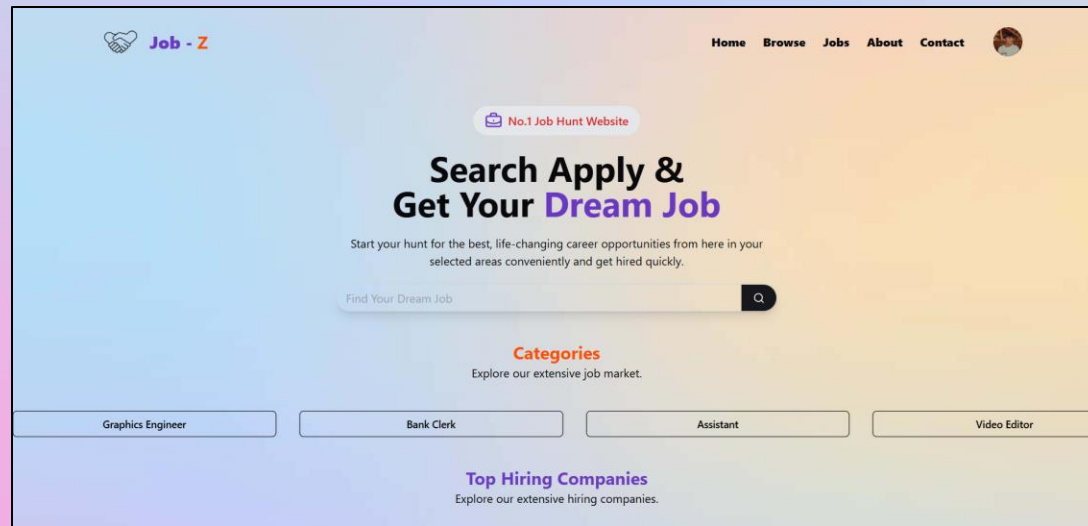 Job - Z
Home Browse Jobs About Contact
No.1 Job Hunt Website
Search Apply &
Get Your Dream Job
Start your hunt for the best, life-changing career opportunities from here in your
selected areas conveniently and get hired quickly.
Find Your Dream Job
Categories
Explore our extensive job market.
Graphics Engineer Bank Clerk Assistant Video Editor
Top Hiring Companies
Explore our extensive hiring companies.